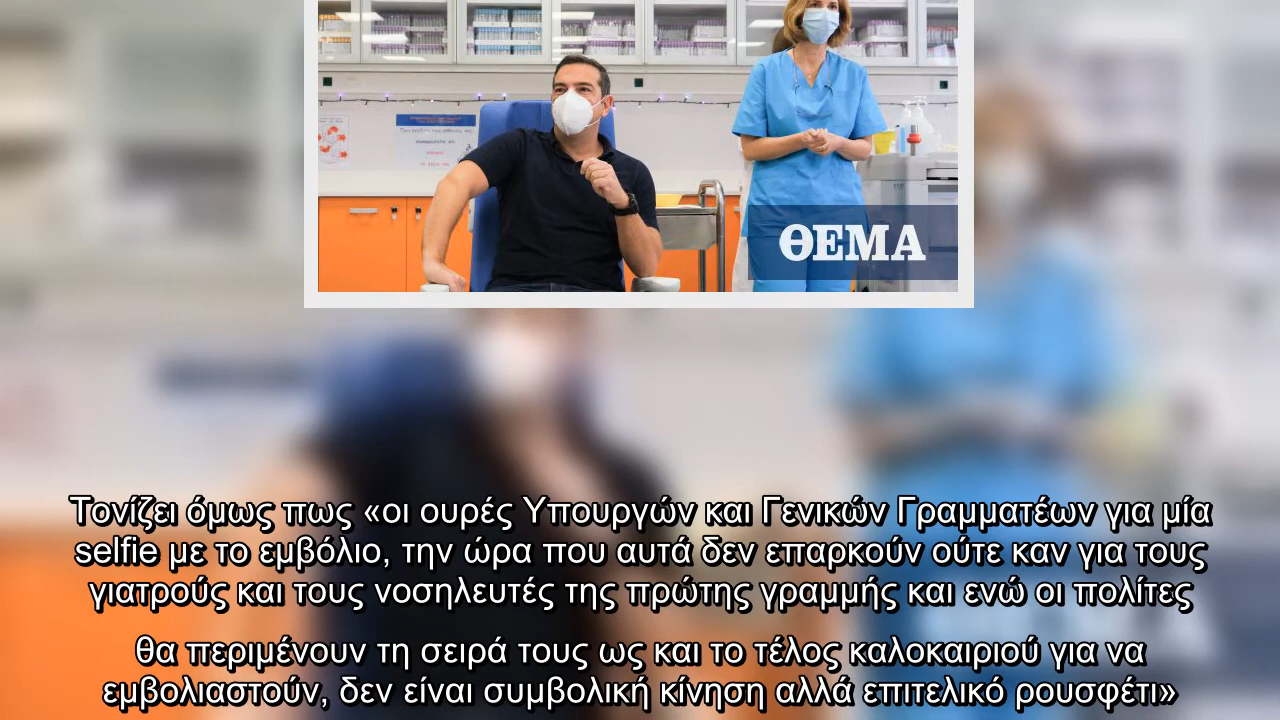 ΘΕΜΑ
Τονίζει όμως πως «οι ουρές Υπουργών και Γενικών Γραμματέων για μία
selfie με το εμβόλιο, την ώρα που αυτά δεν επαρκούν ούτε καν για τους
γιατρούς και τους νοσηλευτές της πρώτης γραμμής και ενώ οι πολίτες
θα περιμένουν τη σειρά τους ως και το τέλος καλοκαιριού για να
εμβολιαστούν, δεν είναι συμβολική κίνηση αλλά επιτελικό ρουσφέτι»